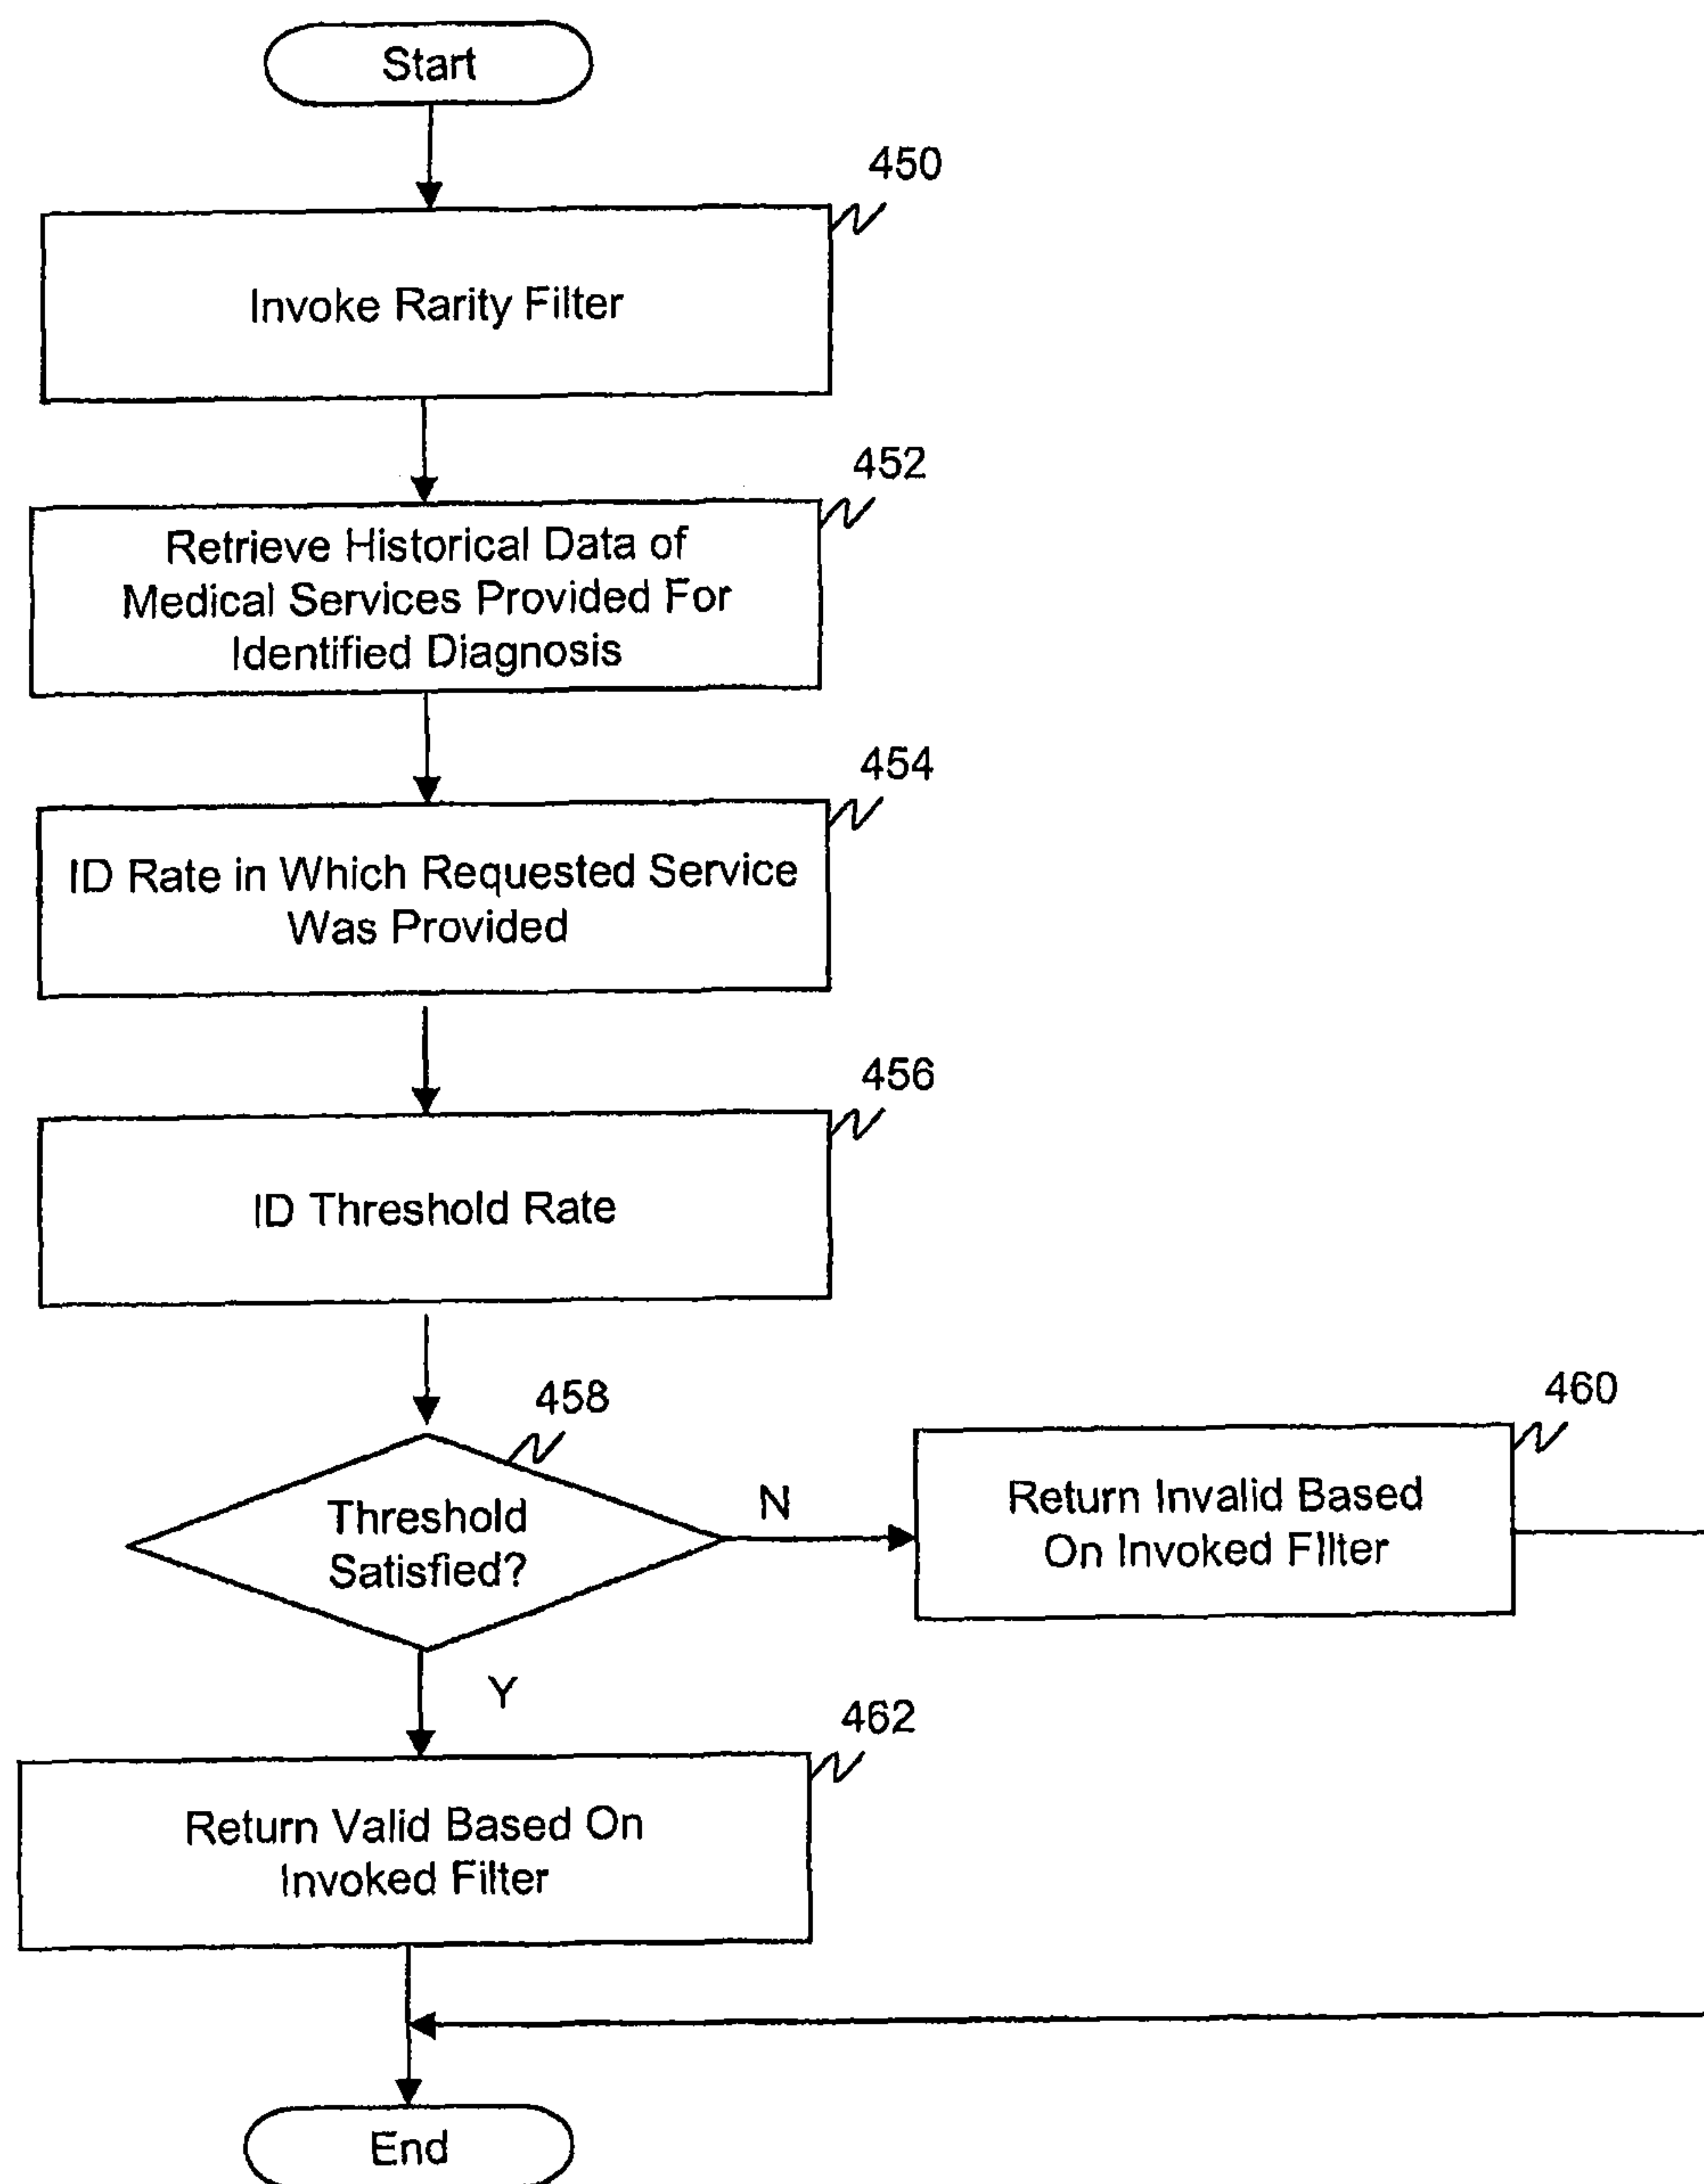 Start
450
Invoke Rarity Filter
452
Retrieve Historical Data of
Medical Services Provided For
Identified Diagnosis
454
ID Rate in Which Requested Service
Was Provided
456
ID Threshold Rate
458
Threshold
Satisfied?
N
460
Return Invalid Based
On Invoked Filter
Y
462
Return Valid Based On
Invoked Filter
End